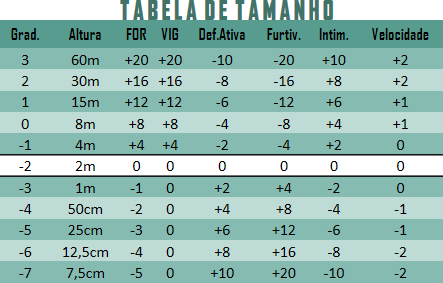 TABELA DE TAMANHO
Grad. Altura FOR VIG Def.Ativa Furtiv. Intim. Velocidade
3 60m +20 +20 -10 -20 +10 +2
2 30m +16 +16 -8 -16 +8 +2
1 15m +12 +12 -6 -12 +6 +1
0 8m +8 +8 -4 -8 +4 +1
-1 4m +4 +4 -2 -4 +2 0
-2 2m 0 0 0 0 0 0
-3 1m -1 0 +2 +4 -2 0
-4 50cm -2 0 +4 +8 -4 -1
-5 25cm -3 0 +6 +12 -6 -1
-6 12,5cm -4 0 +8 +16 -8 -2
-7 7,5cm -5 0 +10 +20 -10 -2